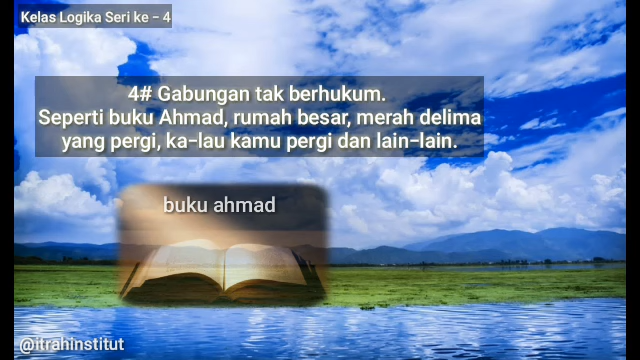 Kelas Logika Seri ke - 4
4# Gabungan tak berhukum.
Seperti buku Ahmad, rumah besar, merah delima
yang pergi, ka-lau kamu pergi dan lain-lain.
buku ahmad
@itrahinstitut